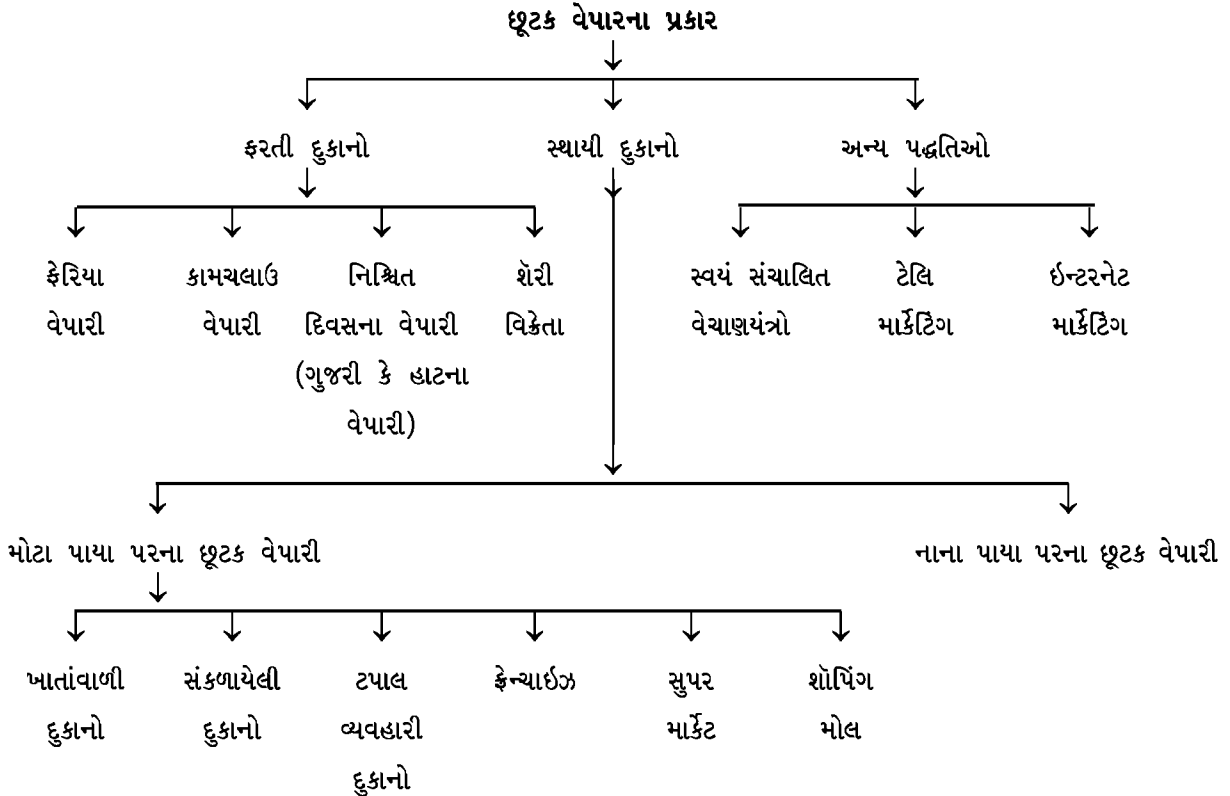 છૂટક વેપારના પ્રકાર
ફરતી દુકાનો
સ્થાયી દુકાનો
અન્ય પદ્ધતિઓ
ફેરિયા
વેપારી
કામચલાઉ
વેપારી
નિશ્ચિત
દિવસના વેપારી
(ગુજરી કે હાટના
વેપારી)
શૅરી
વિક્રેતા
સ્વયં સંચાલિત
વેચાણયંત્રો
ટેલિ
માર્કેટિંગ
ઇન્ટરનેટ
માર્કેટિંગ
મોટા પાયા પરના છૂટક વેપારી
નાના પાયા પરના છૂટક વેપારી
ખાતાંવાળી
દુકાનો
સંકળાયેલી
દુકાનો
ટપાલ
વ્યવહારી
દુકાનો
ફ્રેન્ચાઇઝ
સુપર
માર્કેટ
શૉપિંગ
મોલ